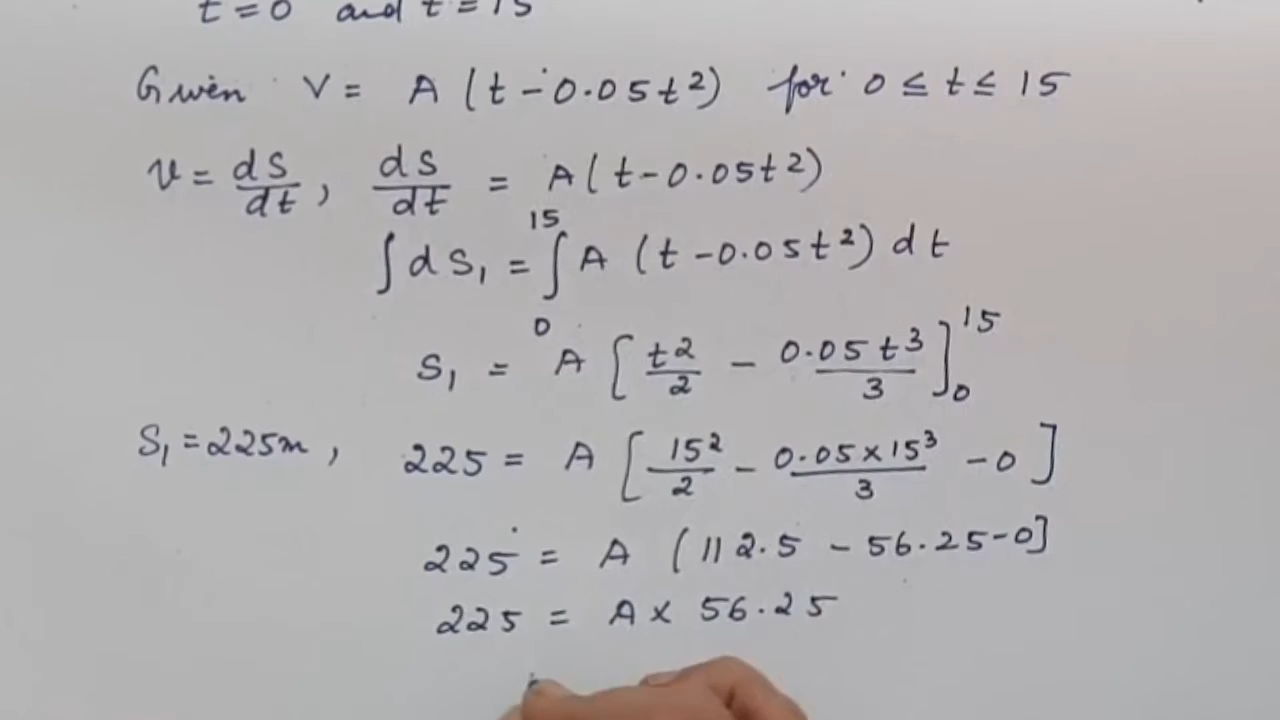 t = 0 and t = 15
Given V = A (t - 0.05t²) for 0 ≤ t ≤ 15
v = dS/dt, dS/dt = A(t - 0.05t²)
∫dS₁ = ∫₀¹⁵ A (t - 0.05t²) dt
S₁ = A [t²/2 - 0.05t³/3]₀¹⁵
S₁ = 225m, 225 = A [15²/2 - 0.05×15³/3 - 0]
225 = A (112.5 - 56.25 - 0]
225 = A × 56.25